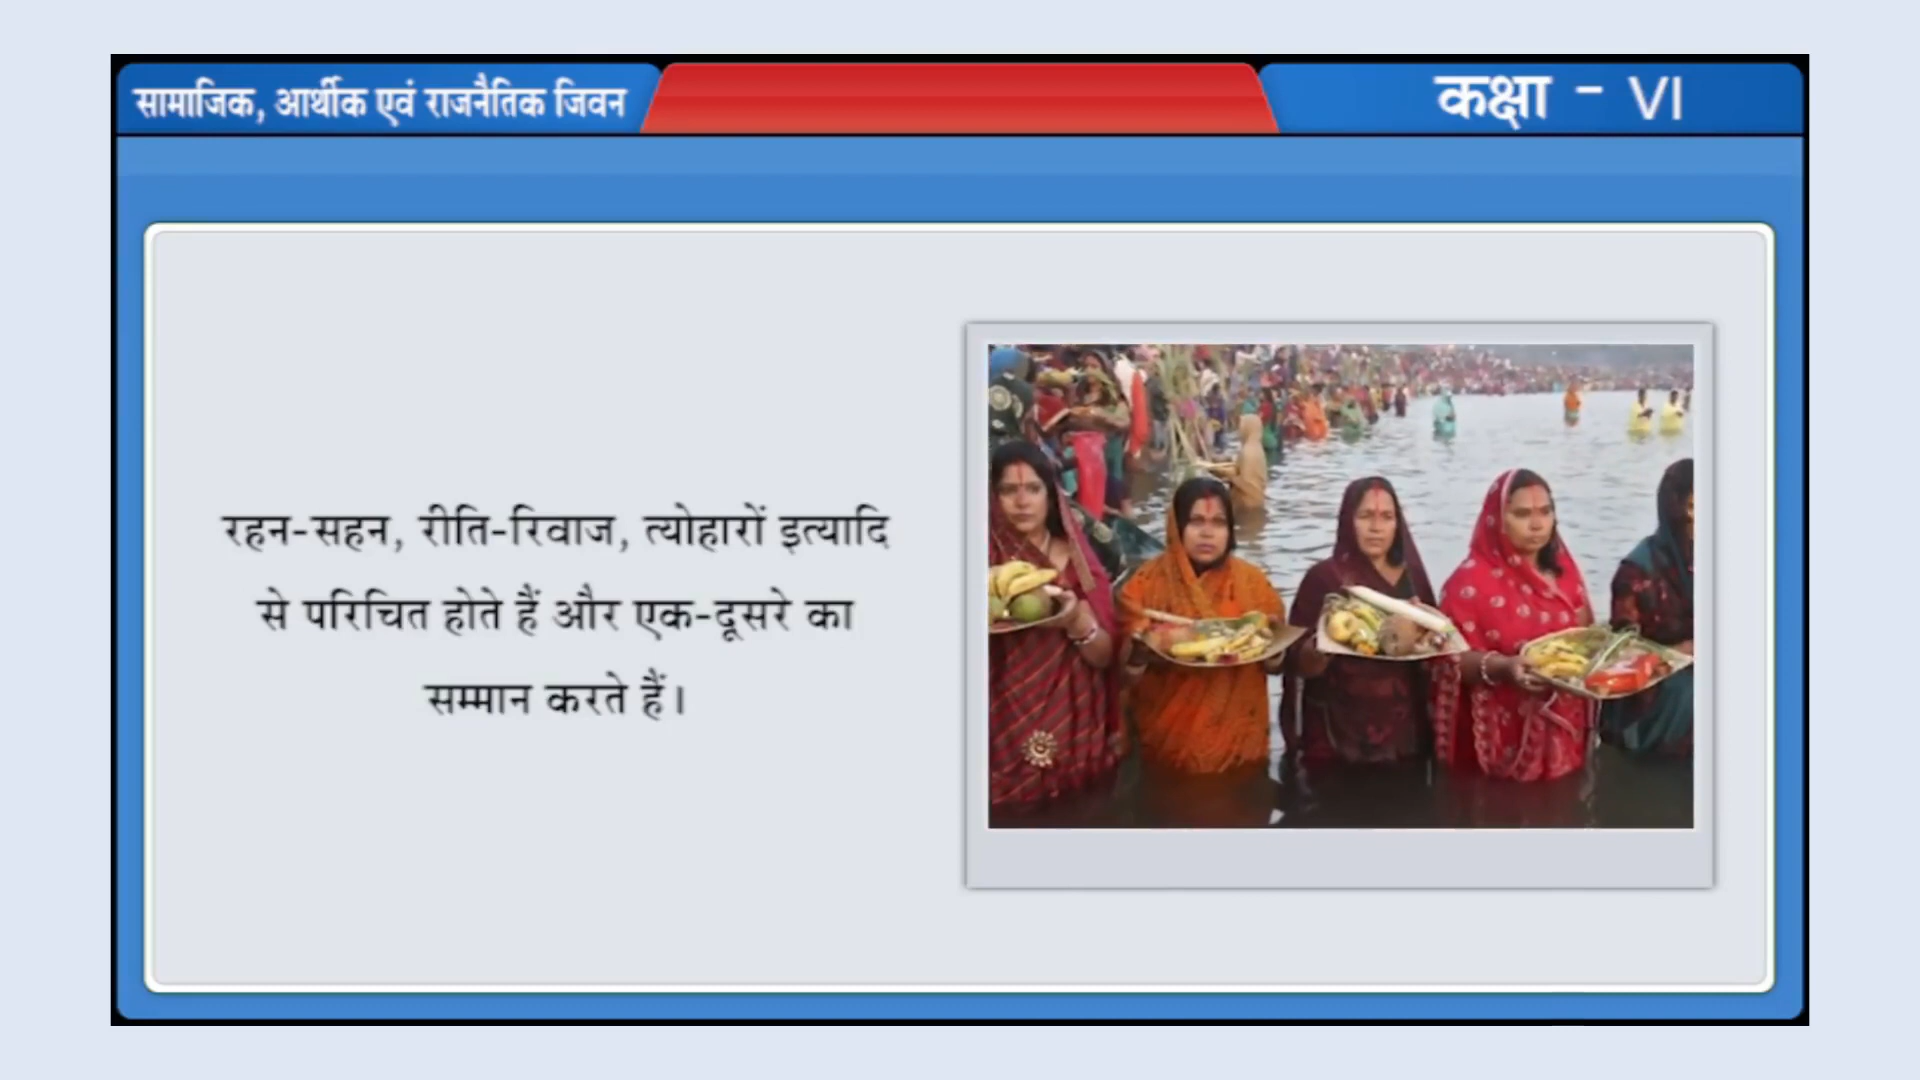 सामाजिक, आर्थीक एवं राजनैतिक जिवन
कक्षा - VI
रहन-सहन, रीति-रिवाज, त्योहारों इत्यादि
से परिचित होते हैं और एक-दूसरे का
सम्मान करते हैं।